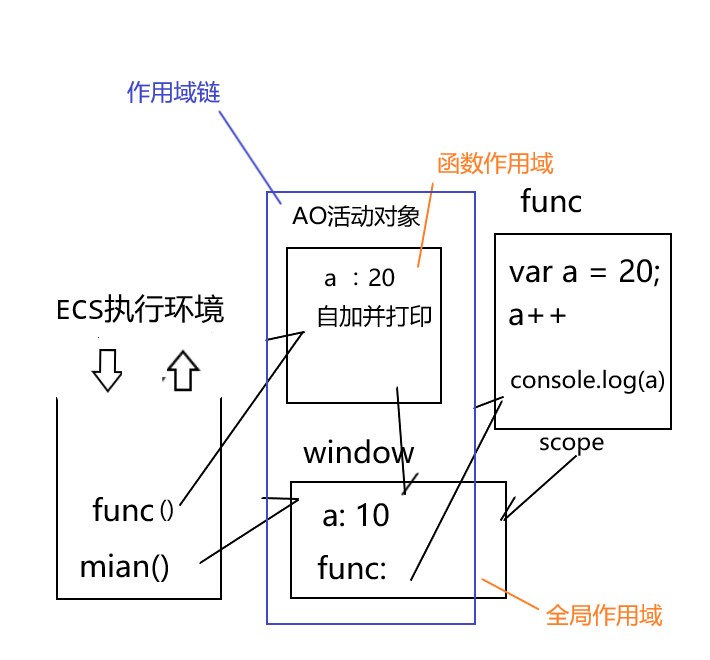 作用域链
函数作用域
func
AO活动对象
a ：20
自加并打印
var a = 20;
a++
console.log(a)
ECS执行环境
scope
window
a: 10
func:
func()
mian()
全局作用域